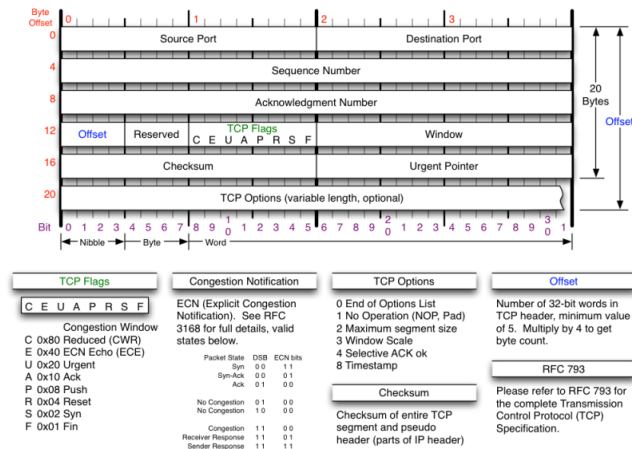 Byte
Offset 0 1 2 3
0 Source Port Destination Port
4 Sequence Number
8 Acknowledgment Number
20
Bytes
Offset
12 Offset Reserved TCP Flags Window
C E U A P R S F
16 Checksum Urgent Pointer
20 TCP Options (variable length, optional)
Bit 0 1 2 3 4 5 6 7 8 9 10 1 2 3 4 5 6 7 8 9 20 1 2 3 4 5 6 7 8 9 30 1
Nibble Byte Word
TCP Flags
C E U A P R S F
Congestion Window
C 0x80 Reduced (CWR)
E 0x40 ECN Echo (ECE)
U 0x20 Urgent
A 0x10 Ack
P 0x08 Push
R 0x04 Reset
S 0x02 Syn
F 0x01 Fin
Congestion Notification
ECN (Explicit Congestion
Notification). See RFC
3168 for full details, valid
states below.
Packet State DSB ECN bits
Syn 0 0 1 1
Syn-Ack 0 0 0 1
Ack 0 1 0 0
No Congestion 0 1 0 0
No Congestion 1 0 0 0
Congestion 1 1 0 0
Receiver Response 1 1 0 1
Sender Response 1 1 1 1
TCP Options
0 End of Options List
1 No Operation (NOP, Pad)
2 Maximum segment size
3 Window Scale
4 Selective ACK ok
8 Timestamp
Checksum
Checksum of entire TCP
segment and pseudo
header (parts of IP header)
Offset
Number of 32-bit words in
TCP header, minimum value
of 5. Multiply by 4 to get
byte count.
RFC 793
Please refer to RFC 793 for
the complete Transmission
Control Protocol (TCP)
Specification.